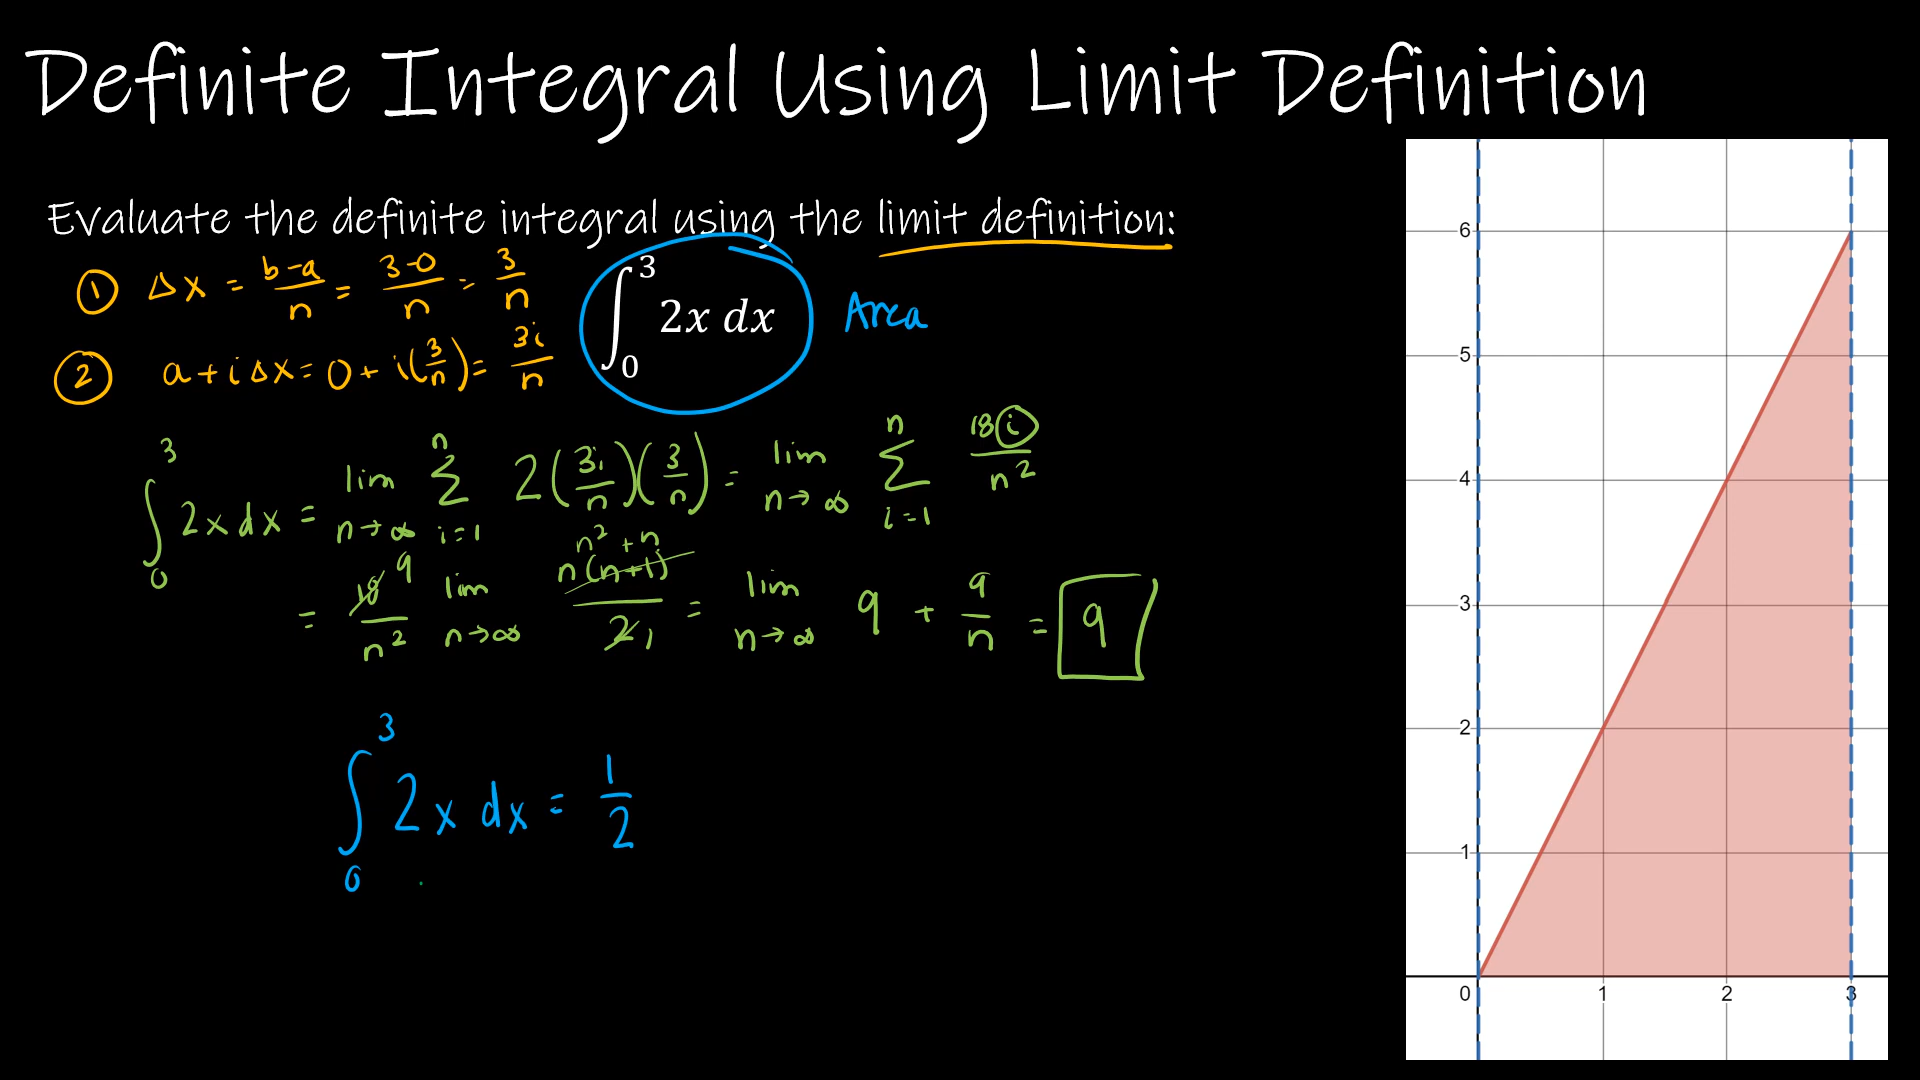 Definite Integral Using Limit Definition
Evaluate the definite integral using the limit definition:
① Δx = b-a/n = 3-0/n = 3/n
∫₀³ 2x dx Area
② a + iΔx = 0 + i(3/n) = 3i/n
∫₀³ 2x dx = lim n→∞ Σ i=1 n 2(3i/n)(3/n) = lim n→∞ Σ i=1 n 18i/n²
n² + n
= 18 9/n² lim n→∞ n(n+1)/2 1 = lim n→∞ 9 + 9/n = 9
∫₀³ 2x dx = 1/2
6
5
4
3
2
1
0 1 2 3